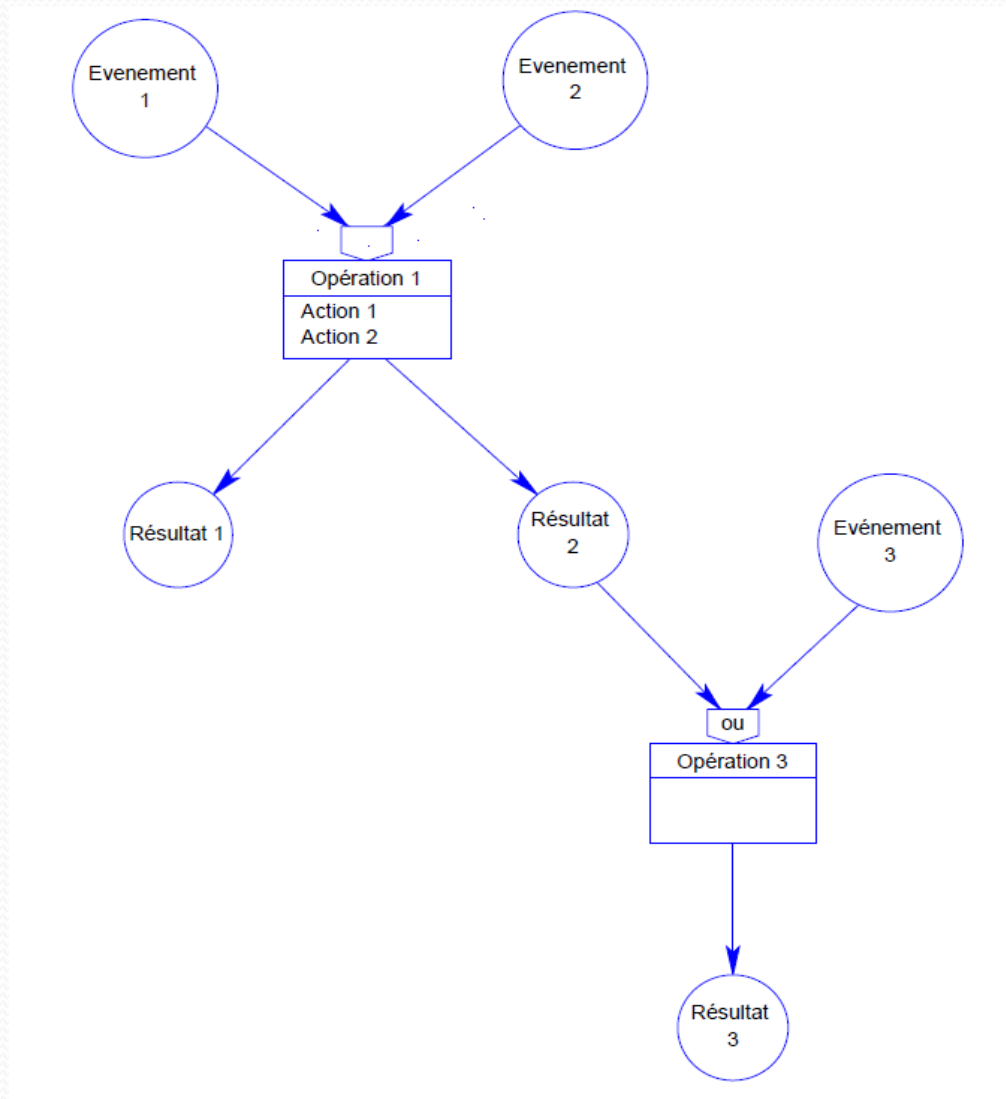 Evenement
1
Evenement
2
Opération 1
Action 1
Action 2
Résultat 1
Résultat
2
Evénement
3
ou
Opération 3
Résultat
3